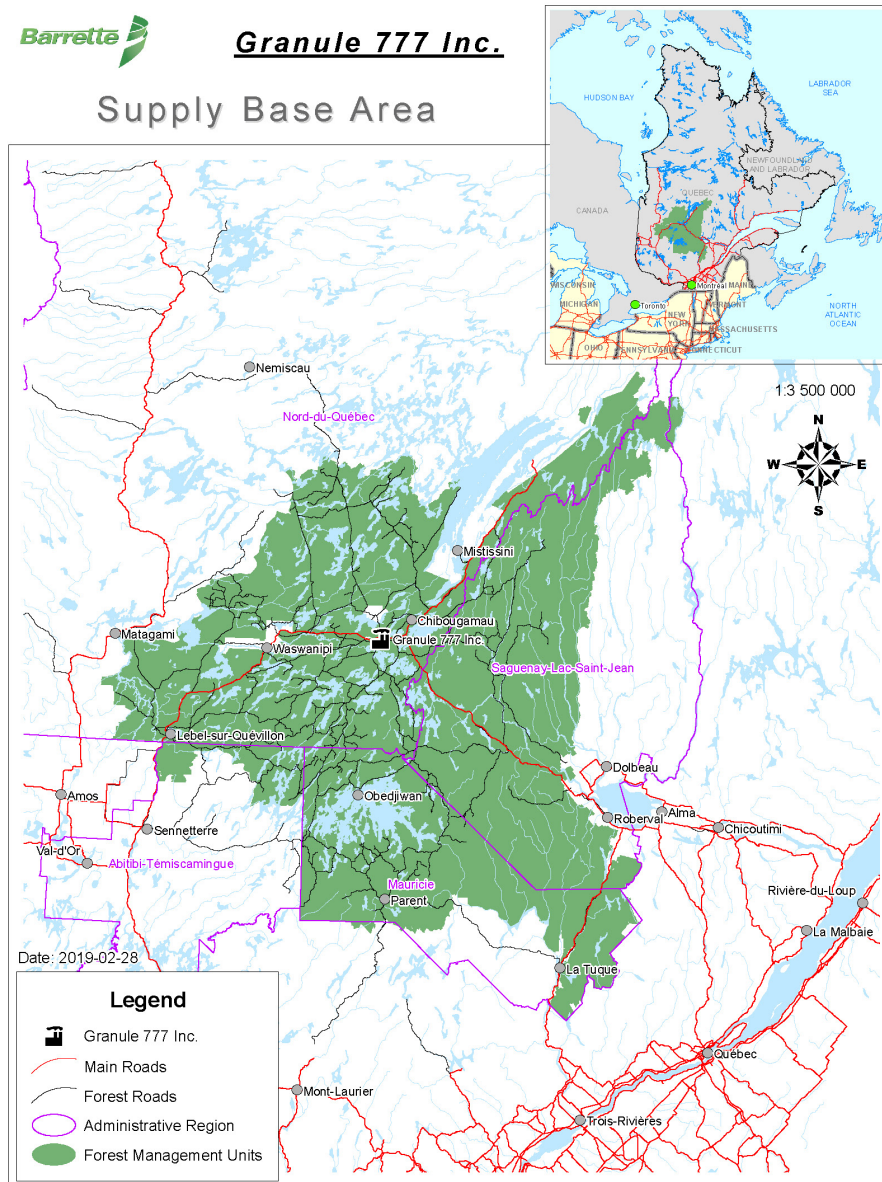 Barrette
Granule 777 Inc.
Supply Base Area
HUDSON BAY
LABRADOR
SEA
NEWFOUNDLAND
AND LABRADOR
QUEBEC
CANADA
Montréal
WISCONSIN
MAINE
MICHIGAN
Toronto
VERMONT
NEW
YORK
MASSACHUSETTS
NORTH
ATLANTIC
OCEAN
OHIO
PENNSYLVANIA
CONNECTICUT
1:3 500 000
N
W
E
S
Nemiscau
Nord-du-Québec
Mistissini
Chibougamau
Matagami
Granule 777 Inc.
Waswanipi
Saguenay-Lac-Saint-Jean
Lebel-sur-Quévillon
Dolbeau
Amos
Obedjiwan
Roberval
Alma
Chicoutimi
Sennetterre
Val-d'Or
Abitibi-Témiscamingue
Mauricie
Parent
Rivière-du-Loup
La Malbaie
Date: 2019-02-28
La Tuque
Legend
Granule 777 Inc.
Main Roads
Forest Roads
Administrative Region
Forest Management Units
Québec
Mont-Laurier
Trois-Rivières